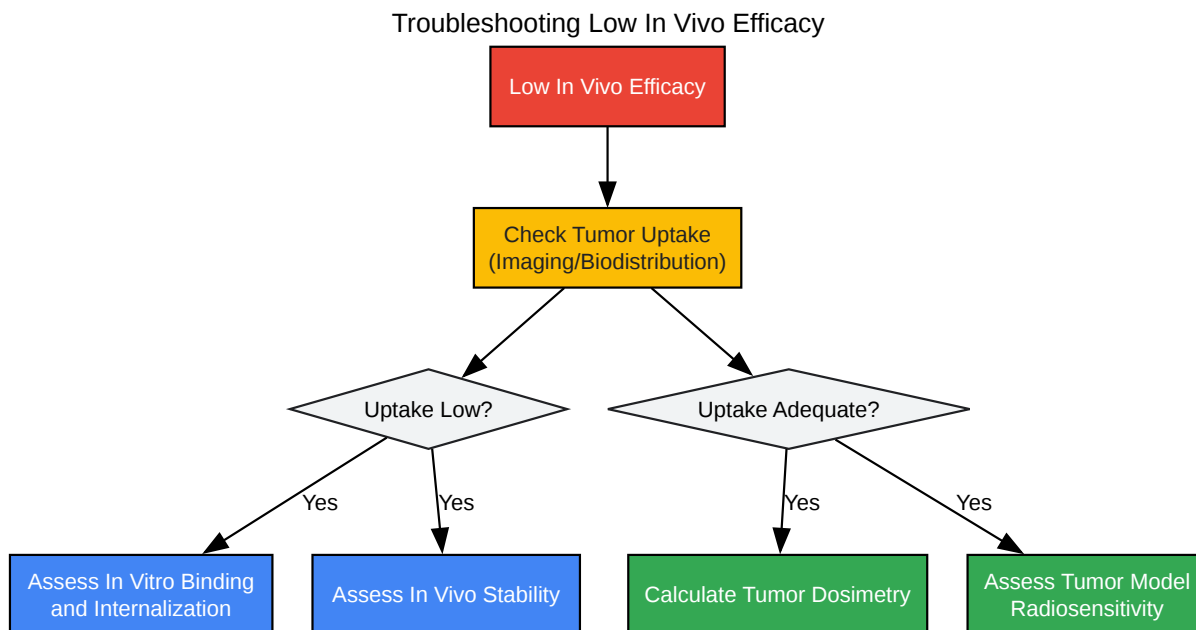 Troubleshooting Low In Vivo Efficacy
Low In Vivo Efficacy
Check Tumor Uptake
(Imaging/Biodistribution)
Uptake Low?
Uptake Adequate?
Yes
Yes
Yes
Yes
Assess In Vitro Binding
and Internalization
Assess In Vivo Stability
Calculate Tumor Dosimetry
Assess Tumor Model
Radiosensitivity